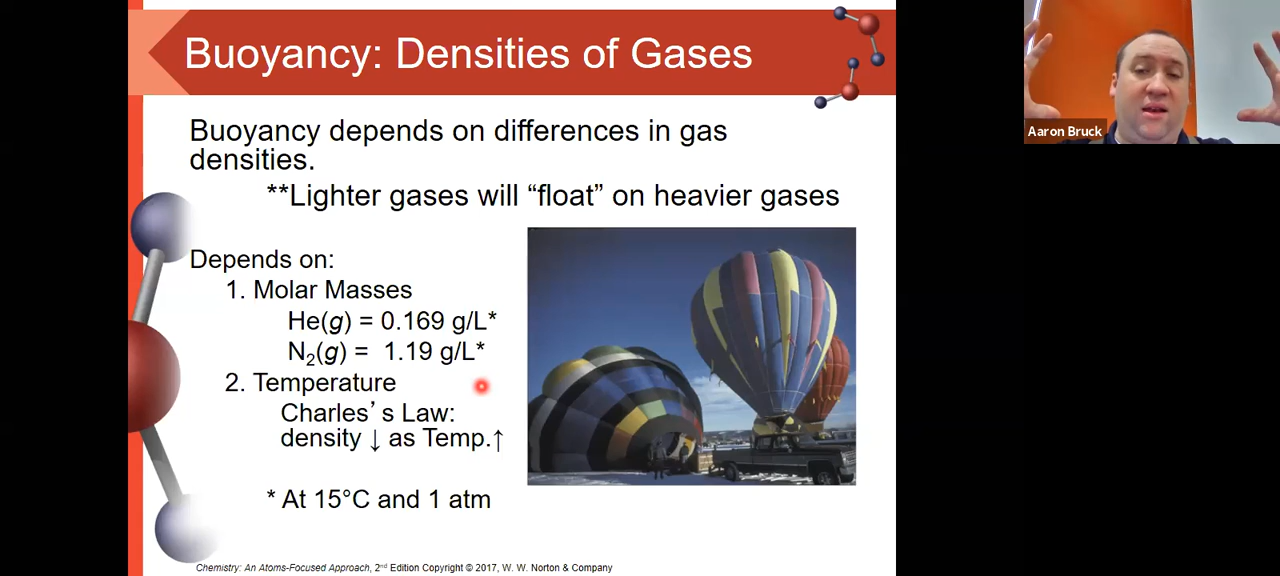 Buoyancy: Densities of Gases
Buoyancy depends on differences in gas
densities.
**Lighter gases will “float” on heavier gases
Depends on:
1. Molar Masses
He(g) = 0.169 g/L*
N₂(g) = 1.19 g/L*
2. Temperature
Charles’s Law:
density ↓ as Temp.↑
* At 15°C and 1 atm
Chemistry: An Atoms-Focused Approach, 2nd Edition Copyright © 2017, W. W. Norton & Company
Aaron Bruck